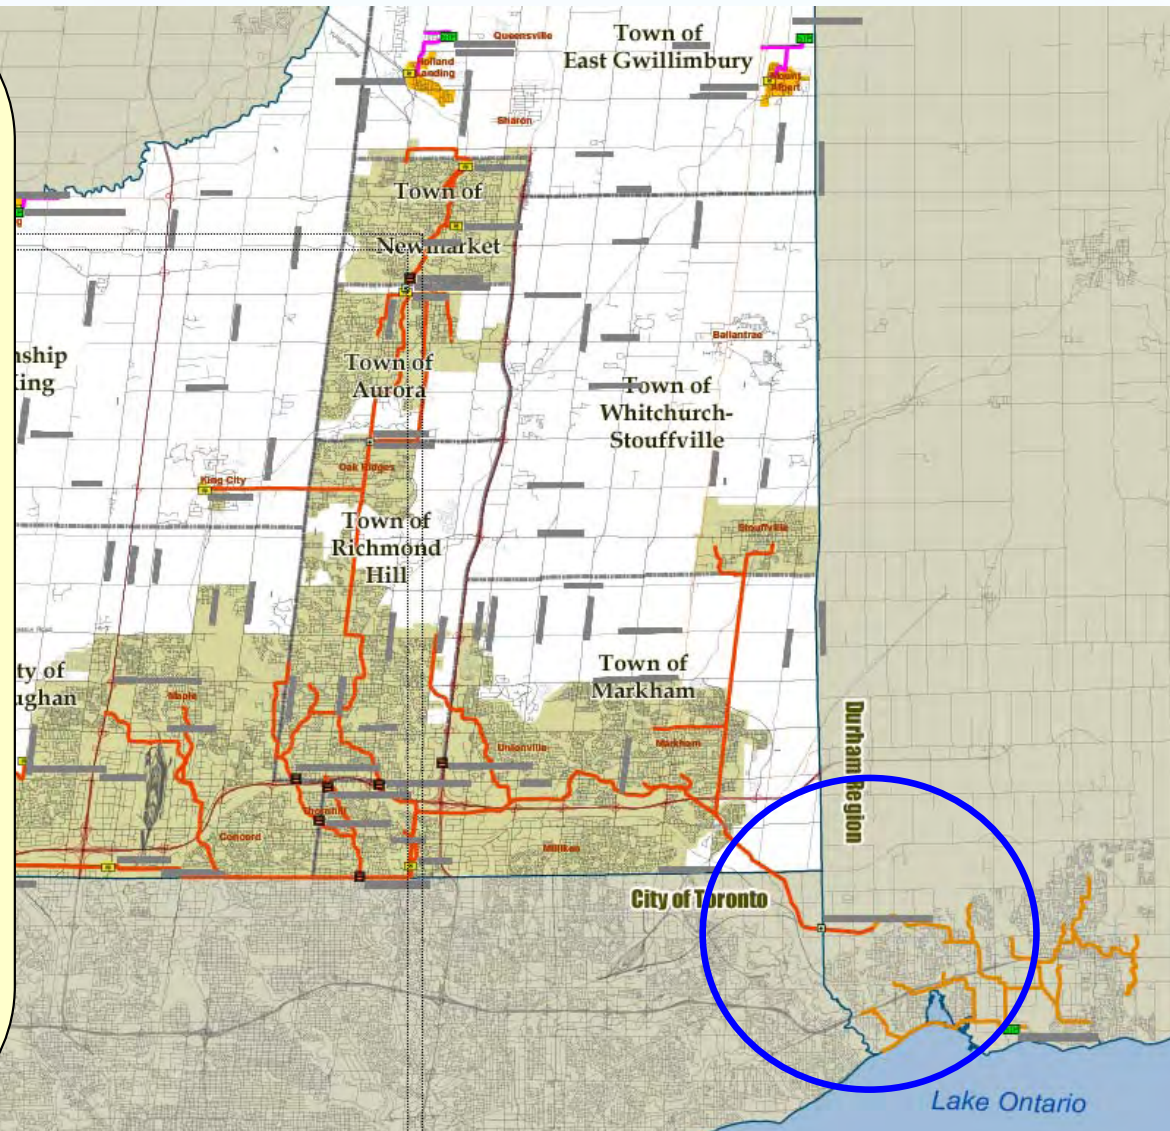 Queensville
Town of
East Gwillimbury
Holland
Landing
Mount
Albert
Sharon
Town of
Newmarket
nship
ing
Town of
Aurora
Ballantrae
Town of
Whitchurch-
Stouffville
Oak Ridges
King City
Town of
Richmond
Hill
Stouffville
ty of
ughan
Town of
Markham
Maple
Unionville
Markham
Durham Region
Thornhill
Concord
Milliken
City of Toronto
Lake Ontario